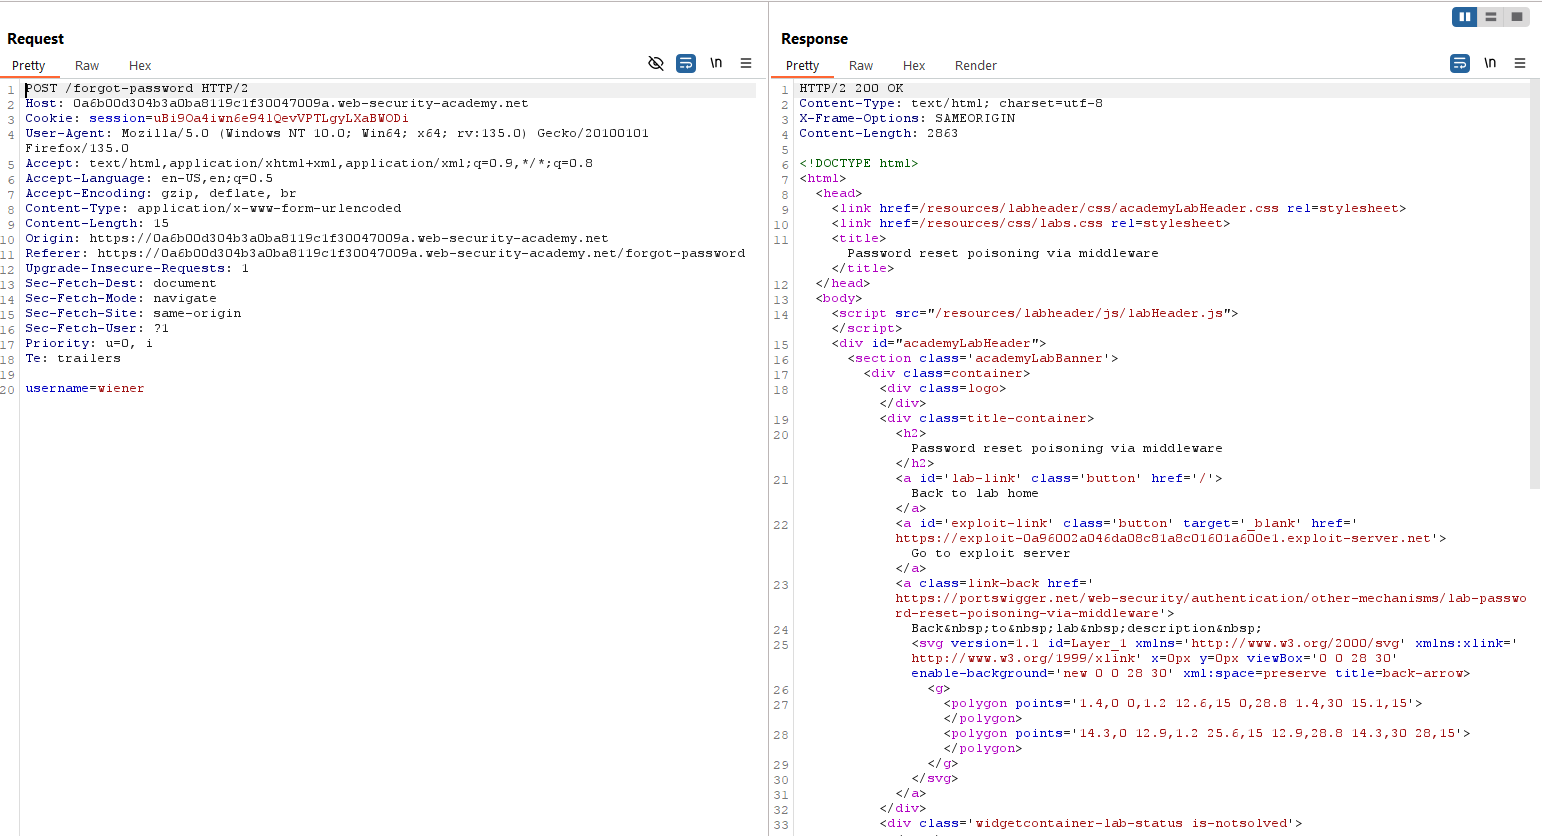 Request
Pretty Raw Hex \n
1 POST /forgot-password HTTP/2
2 Host: 0a6b00d304b3a0ba8119c1f30047009a.web-security-academy.net
3 Cookie: session=uBi9Oa4iwn6e94lQevVPTLgyLXaBWODi
4 User-Agent: Mozilla/5.0 (Windows NT 10.0; Win64; x64; rv:135.0) Gecko/20100101
Firefox/135.0
5 Accept: text/html,application/xhtml+xml,application/xml;q=0.9,*/*;q=0.8
6 Accept-Language: en-US,en;q=0.5
7 Accept-Encoding: gzip, deflate, br
8 Content-Type: application/x-www-form-urlencoded
9 Content-Length: 15
10 Origin: https://0a6b00d304b3a0ba8119c1f30047009a.web-security-academy.net
11 Referer: https://0a6b00d304b3a0ba8119c1f30047009a.web-security-academy.net/forgot-password
12 Upgrade-Insecure-Requests: 1
13 Sec-Fetch-Dest: document
14 Sec-Fetch-Mode: navigate
15 Sec-Fetch-Site: same-origin
16 Sec-Fetch-User: ?1
17 Priority: u=0, i
18 Te: trailers
19
20 username=wiener
Response
Pretty Raw Hex Render \n
1 HTTP/2 200 OK
2 Content-Type: text/html; charset=utf-8
3 X-Frame-Options: SAMEORIGIN
4 Content-Length: 2863
5
6 <!DOCTYPE html>
7 <html>
8 <head>
9 <link href=/resources/labheader/css/academyLabHeader.css rel=stylesheet>
10 <link href=/resources/css/labs.css rel=stylesheet>
11 <title>
Password reset poisoning via middleware
</title>
12 </head>
13 <body>
14 <script src="/resources/labheader/js/labHeader.js">
</script>
15 <div id="academyLabHeader">
16 <section class='academyLabBanner'>
17 <div class=container>
18 <div class=logo>
</div>
19 <div class=title-container>
20 <h2>
Password reset poisoning via middleware
</h2>
21 <a id='lab-link' class='button' href='/'>
Back to lab home
</a>
22 <a id='exploit-link' class='button' target='_blank' href='
https://exploit-0a96002a046da08c81a8c01601a600e1.exploit-server.net'>
Go to exploit server
</a>
23 <a class=link-back href='
https://portswigger.net/web-security/authentication/other-mechanisms/lab-passwo
rd-reset-poisoning-via-middleware'>
24 Back&nbsp;to&nbsp;lab&nbsp;description&nbsp;
25 <svg version=1.1 id=Layer_1 xmlns='http://www.w3.org/2000/svg' xmlns:xlink='
http://www.w3.org/1999/xlink' x=0px y=0px viewBox='0 0 28 30'
enable-background='new 0 0 28 30' xml:space=preserve title=back-arrow>
26 <g>
27 <polygon points='1.4,0 0,1.2 12.6,15 0,28.8 1.4,30 15.1,15'>
</polygon>
28 <polygon points='14.3,0 12.9,1.2 25.6,15 12.9,28.8 14.3,30 28,15'>
</polygon>
29 </g>
30 </svg>
31 </a>
32 </div>
33 <div class='widgetcontainer-lab-status is-notsolved'>